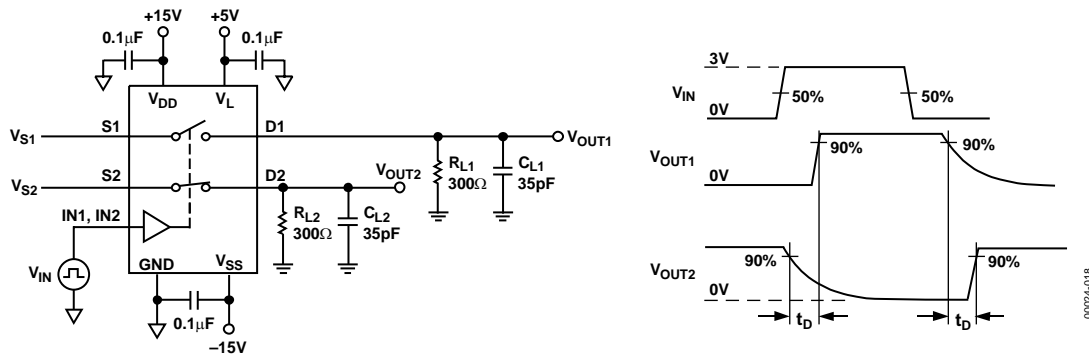 +15V
+5V
0.1μF
0.1μF
VDD
VL
VS1
S1
D1
VOUT1
RL1
300Ω
CL1
35pF
VS2
S2
D2
VOUT2
RL2
300Ω
CL2
35pF
IN1, IN2
VIN
GND
VSS
0.1μF
–15V
3V
VIN
0V
50%
50%
VOUT1
90%
90%
0V
VOUT2
90%
90%
0V
tD
tD
00024-018